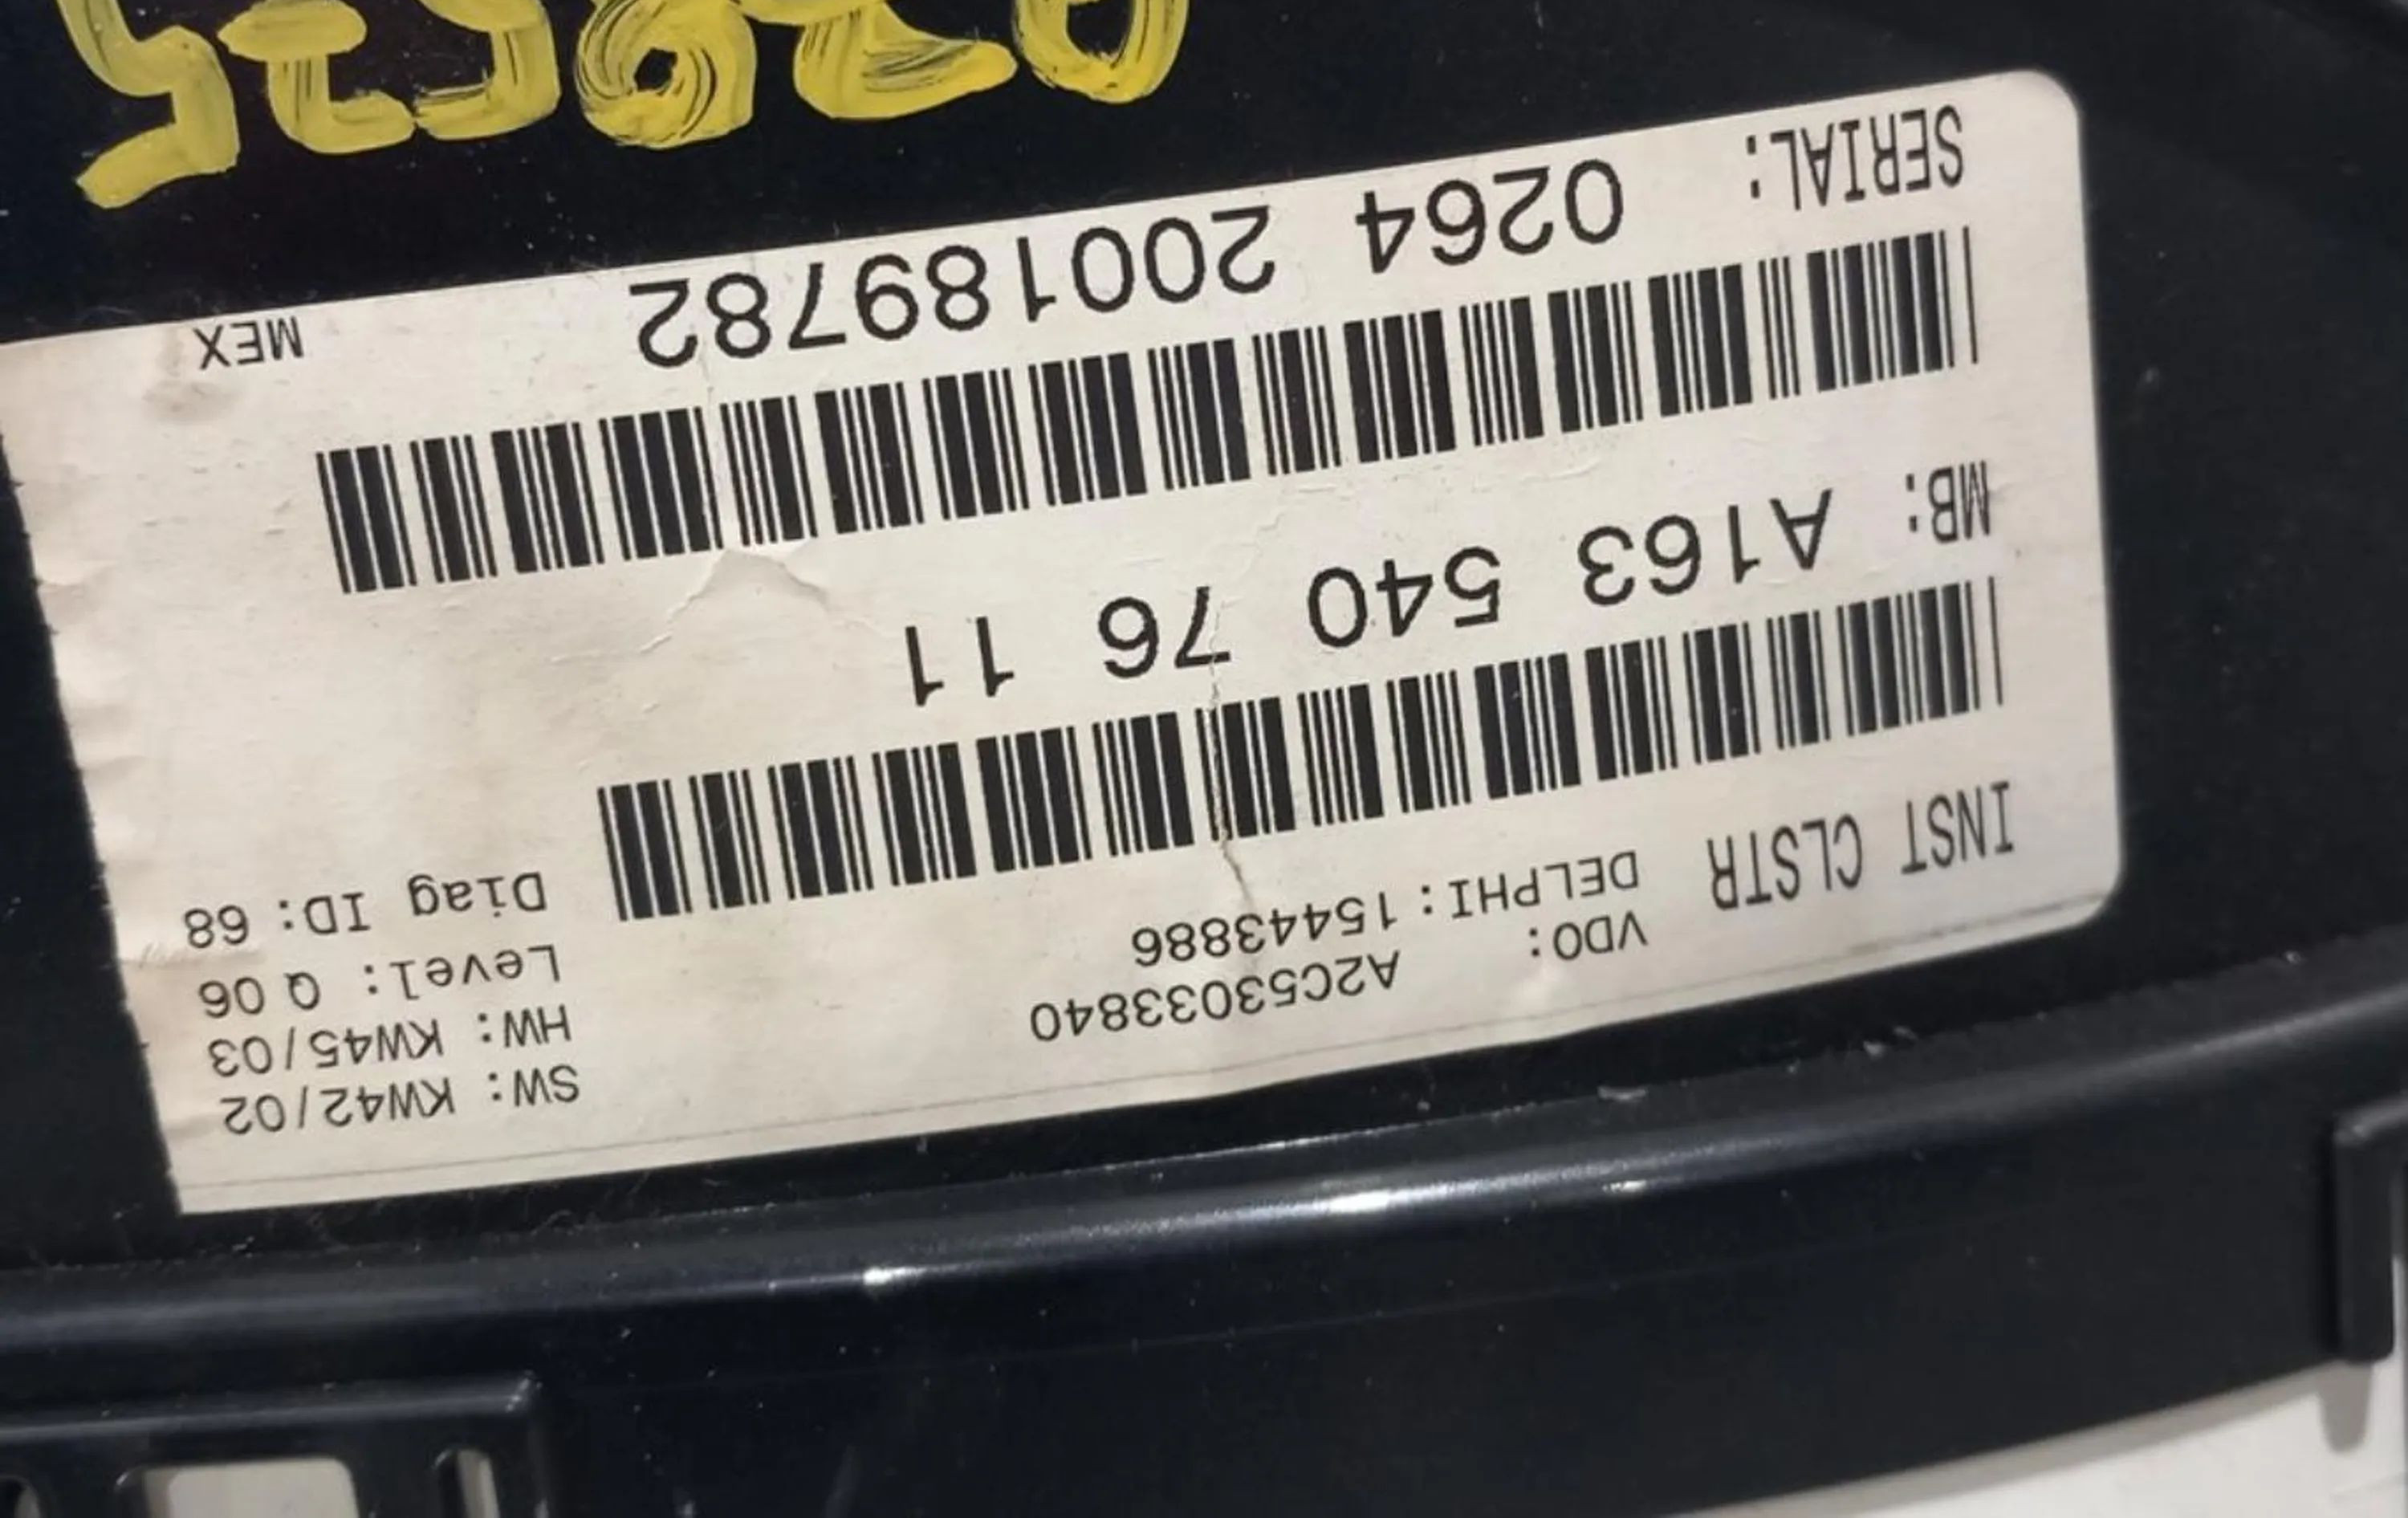 VDO: A2C53033840
INST CLSTR DELPHI: 15443886
SW: KW42/02
HW: KW45/03
Level: Q 06
Diag ID: 68
MB: A163 540 76 11
SERIAL: 0264 200189782 MEX